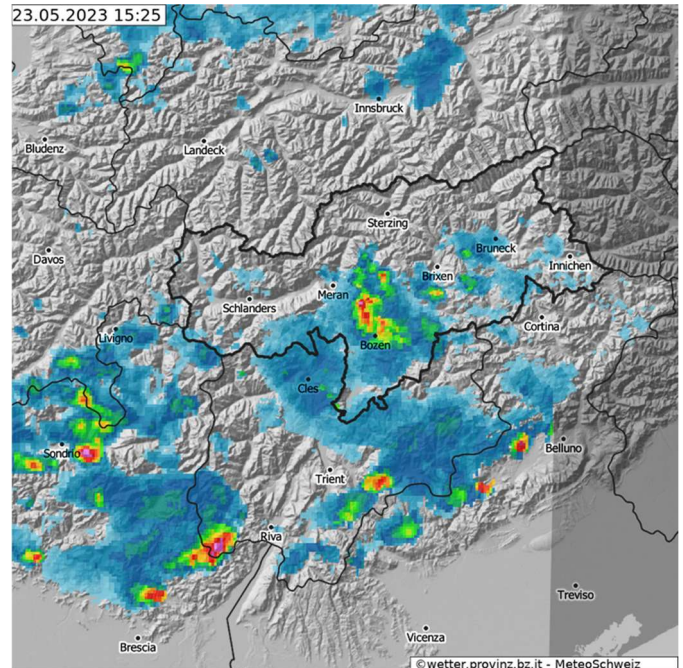 23.05.2023 15:25
Innsbruck
Bludenz
Landeck
Sterzing
Bruneck
Davos
Innichen
Brixen
Meran
Schlanders
Cortina
Livigno
Bozen
Cles
Belluno
Sondrio
Trient
Riva
Treviso
Vicenza
Brescia
©wetter.provinz.bz.it - MeteoSchweiz